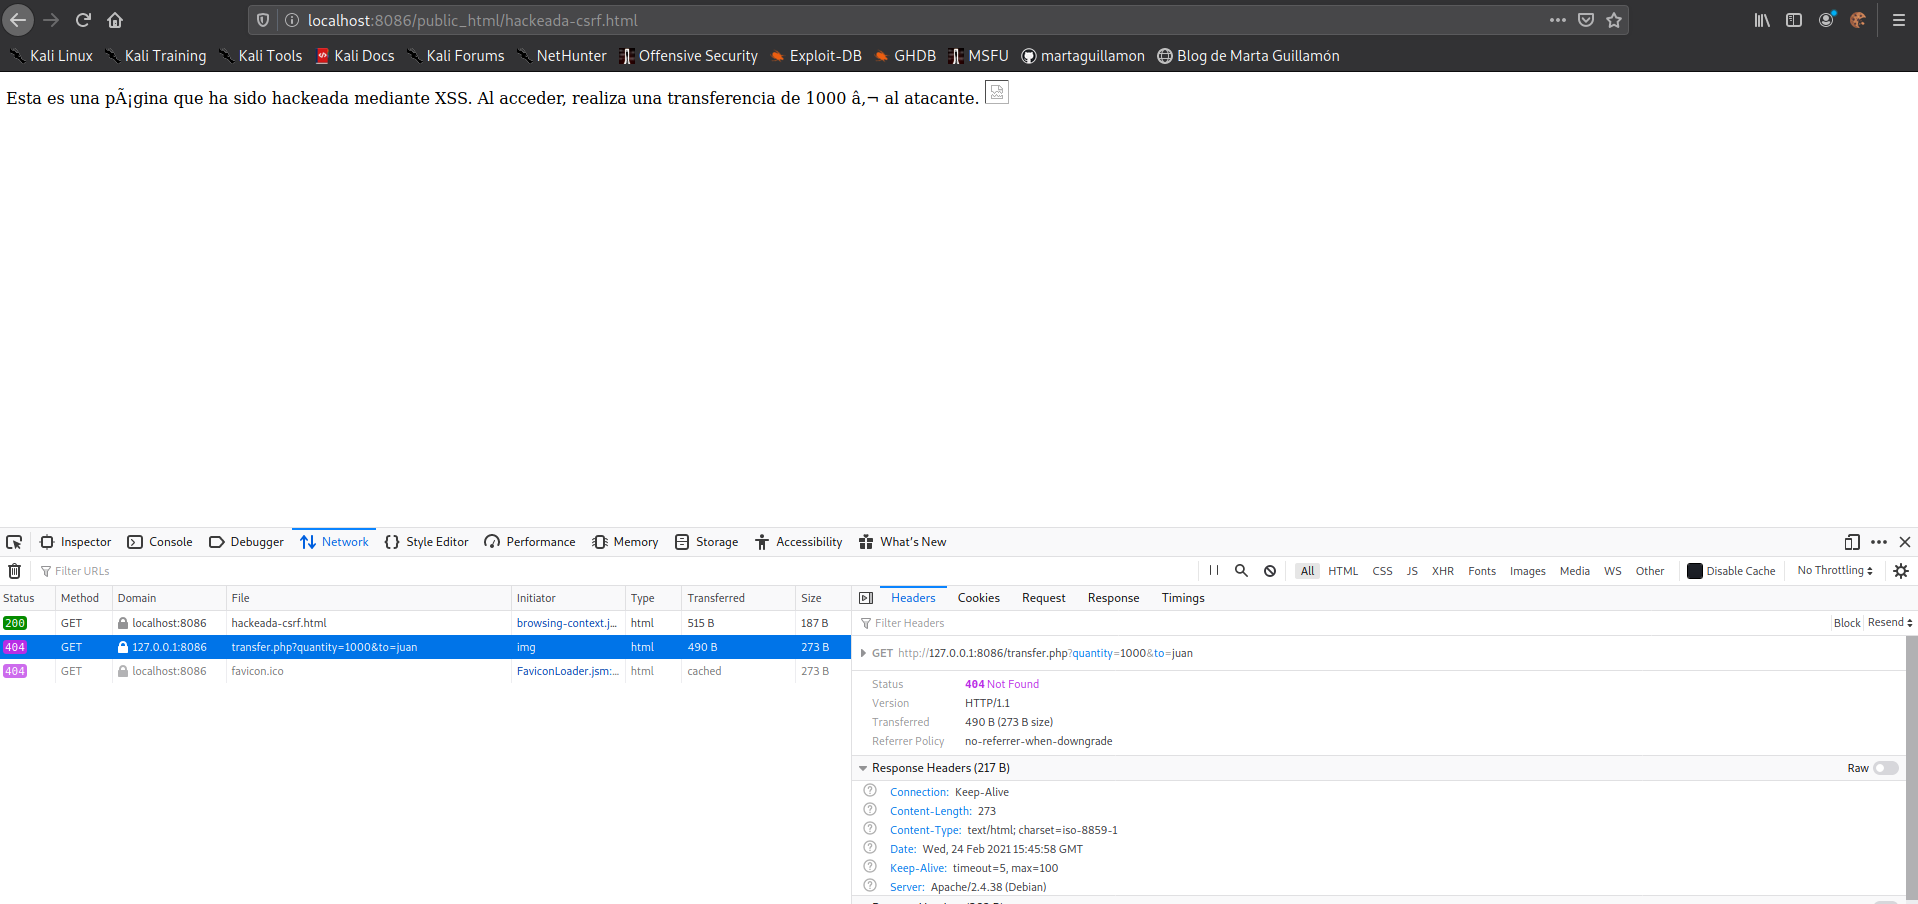 localhost:8086/public_html/hackeada-csrf.html
Kali Linux Kali Training Kali Tools Kali Docs Kali Forums NetHunter Offensive Security Exploit-DB GHDB MSFU martaguillamon Blog de Marta Guillamón
Esta es una pÃ¡gina que ha sido hackeada mediante XSS. Al acceder, realiza una transferencia de 1000 â‚¬ al atacante.
Inspector Console Debugger Network Style Editor Performance Memory Storage Accessibility What's New
Filter URLs All HTML CSS JS XHR Fonts Images Media WS Other Disable Cache No Throttling
Status Method Domain File Initiator Type Transferred Size
200 GET localhost:8086 hackeada-csrf.html browsing-context.j... html 515 B 187 B
404 GET 127.0.0.1:8086 transfer.php?quantity=1000&to=juan img html 490 B 273 B
404 GET localhost:8086 favicon.ico FaviconLoader.jsm:... html cached 273 B
Headers Cookies Request Response Timings
Filter Headers Block Resend
GET http://127.0.0.1:8086/transfer.php?quantity=1000&to=juan
Status 404 Not Found
Version HTTP/1.1
Transferred 490 B (273 B size)
Referrer Policy no-referrer-when-downgrade
Response Headers (217 B) Raw
Connection: Keep-Alive
Content-Length: 273
Content-Type: text/html; charset=iso-8859-1
Date: Wed, 24 Feb 2021 15:45:58 GMT
Keep-Alive: timeout=5, max=100
Server: Apache/2.4.38 (Debian)